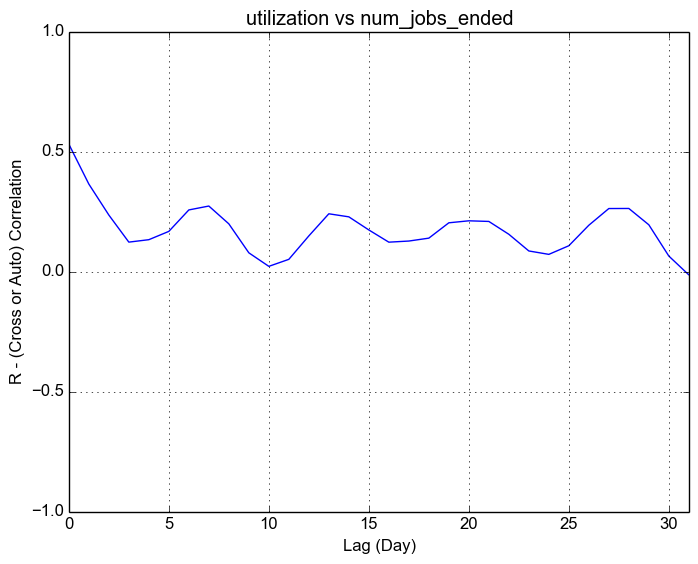 utilization vs num_jobs_ended
1.0
0.5
0.0
−0.5
−1.0
R - (Cross or Auto) Correlation
0 5 10 15 20 25 30
Lag (Day)